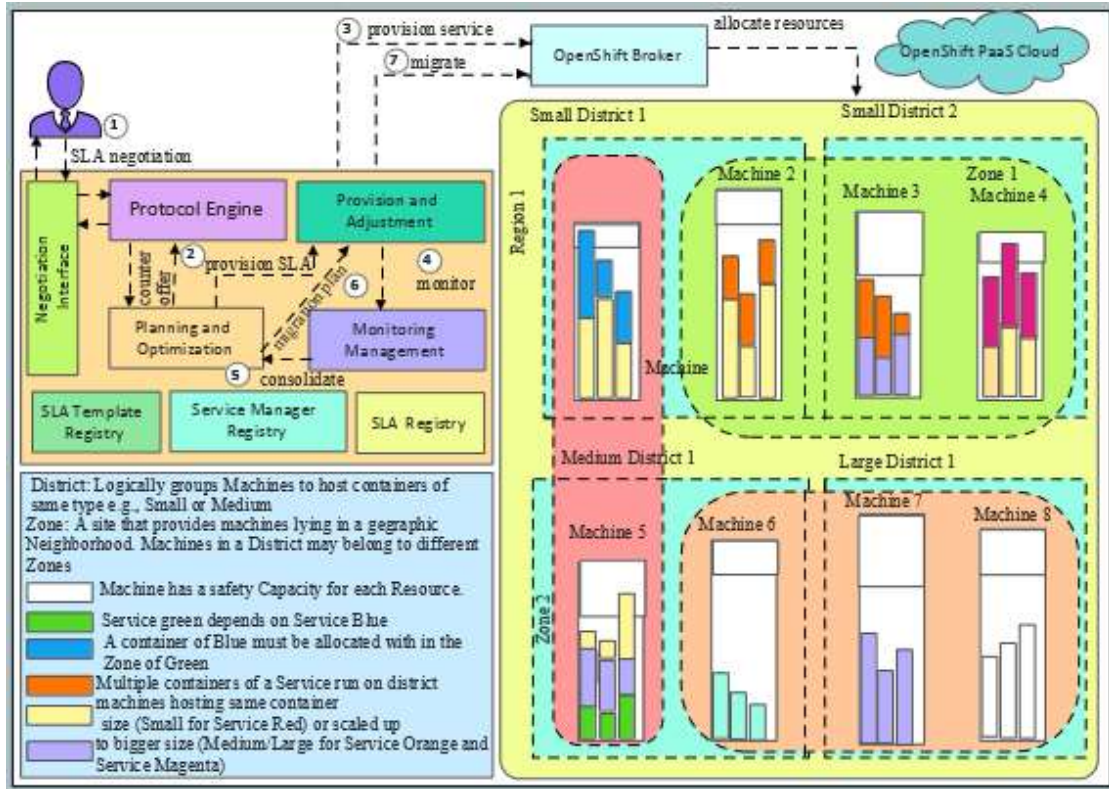 3 provision service
7 migrate
OpenShift Broker
allocate resources
OpenShift PaaS Cloud
1
SLA negotiation
Negotiation
Interface
Protocol Engine
Provision and
Adjustment
2
provision SLA
counter
offer
migration plan
6
4
monitor
Planning and
Optimization
Monitoring
Management
5
consolidate
SLA Template
Registry
Service Manager
Registry
SLA Registry
Small District 1
Small District 2
Region 1
Machine 2
Machine 3
Zone 1
Machine 4
Machine
Medium District 1
Large District 1
Zone 2
Machine 5
Machine 6
Machine 7
Machine 8
District: Logically groups Machines to host containers of
same type e.g., Small or Medium
Zone: A site that provides machines lying in a gegraphic
Neighborhood. Machines in a District may belong to different
Zones
Machine has a safety Capacity for each Resource.
Service green depends on Service Blue
A container of Blue must be allocated with in the
Zone of Green
Multiple containers of a Service run on district
machines hosting same container
size (Small for Service Red) or scaled up
to bigger size (Medium/Large for Service Orange and
Service Magenta)